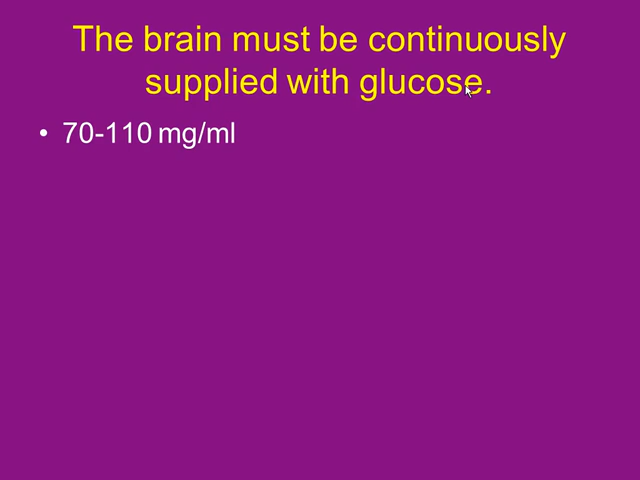 The brain must be continuously
supplied with glucose.
• 70-110 mg/ml